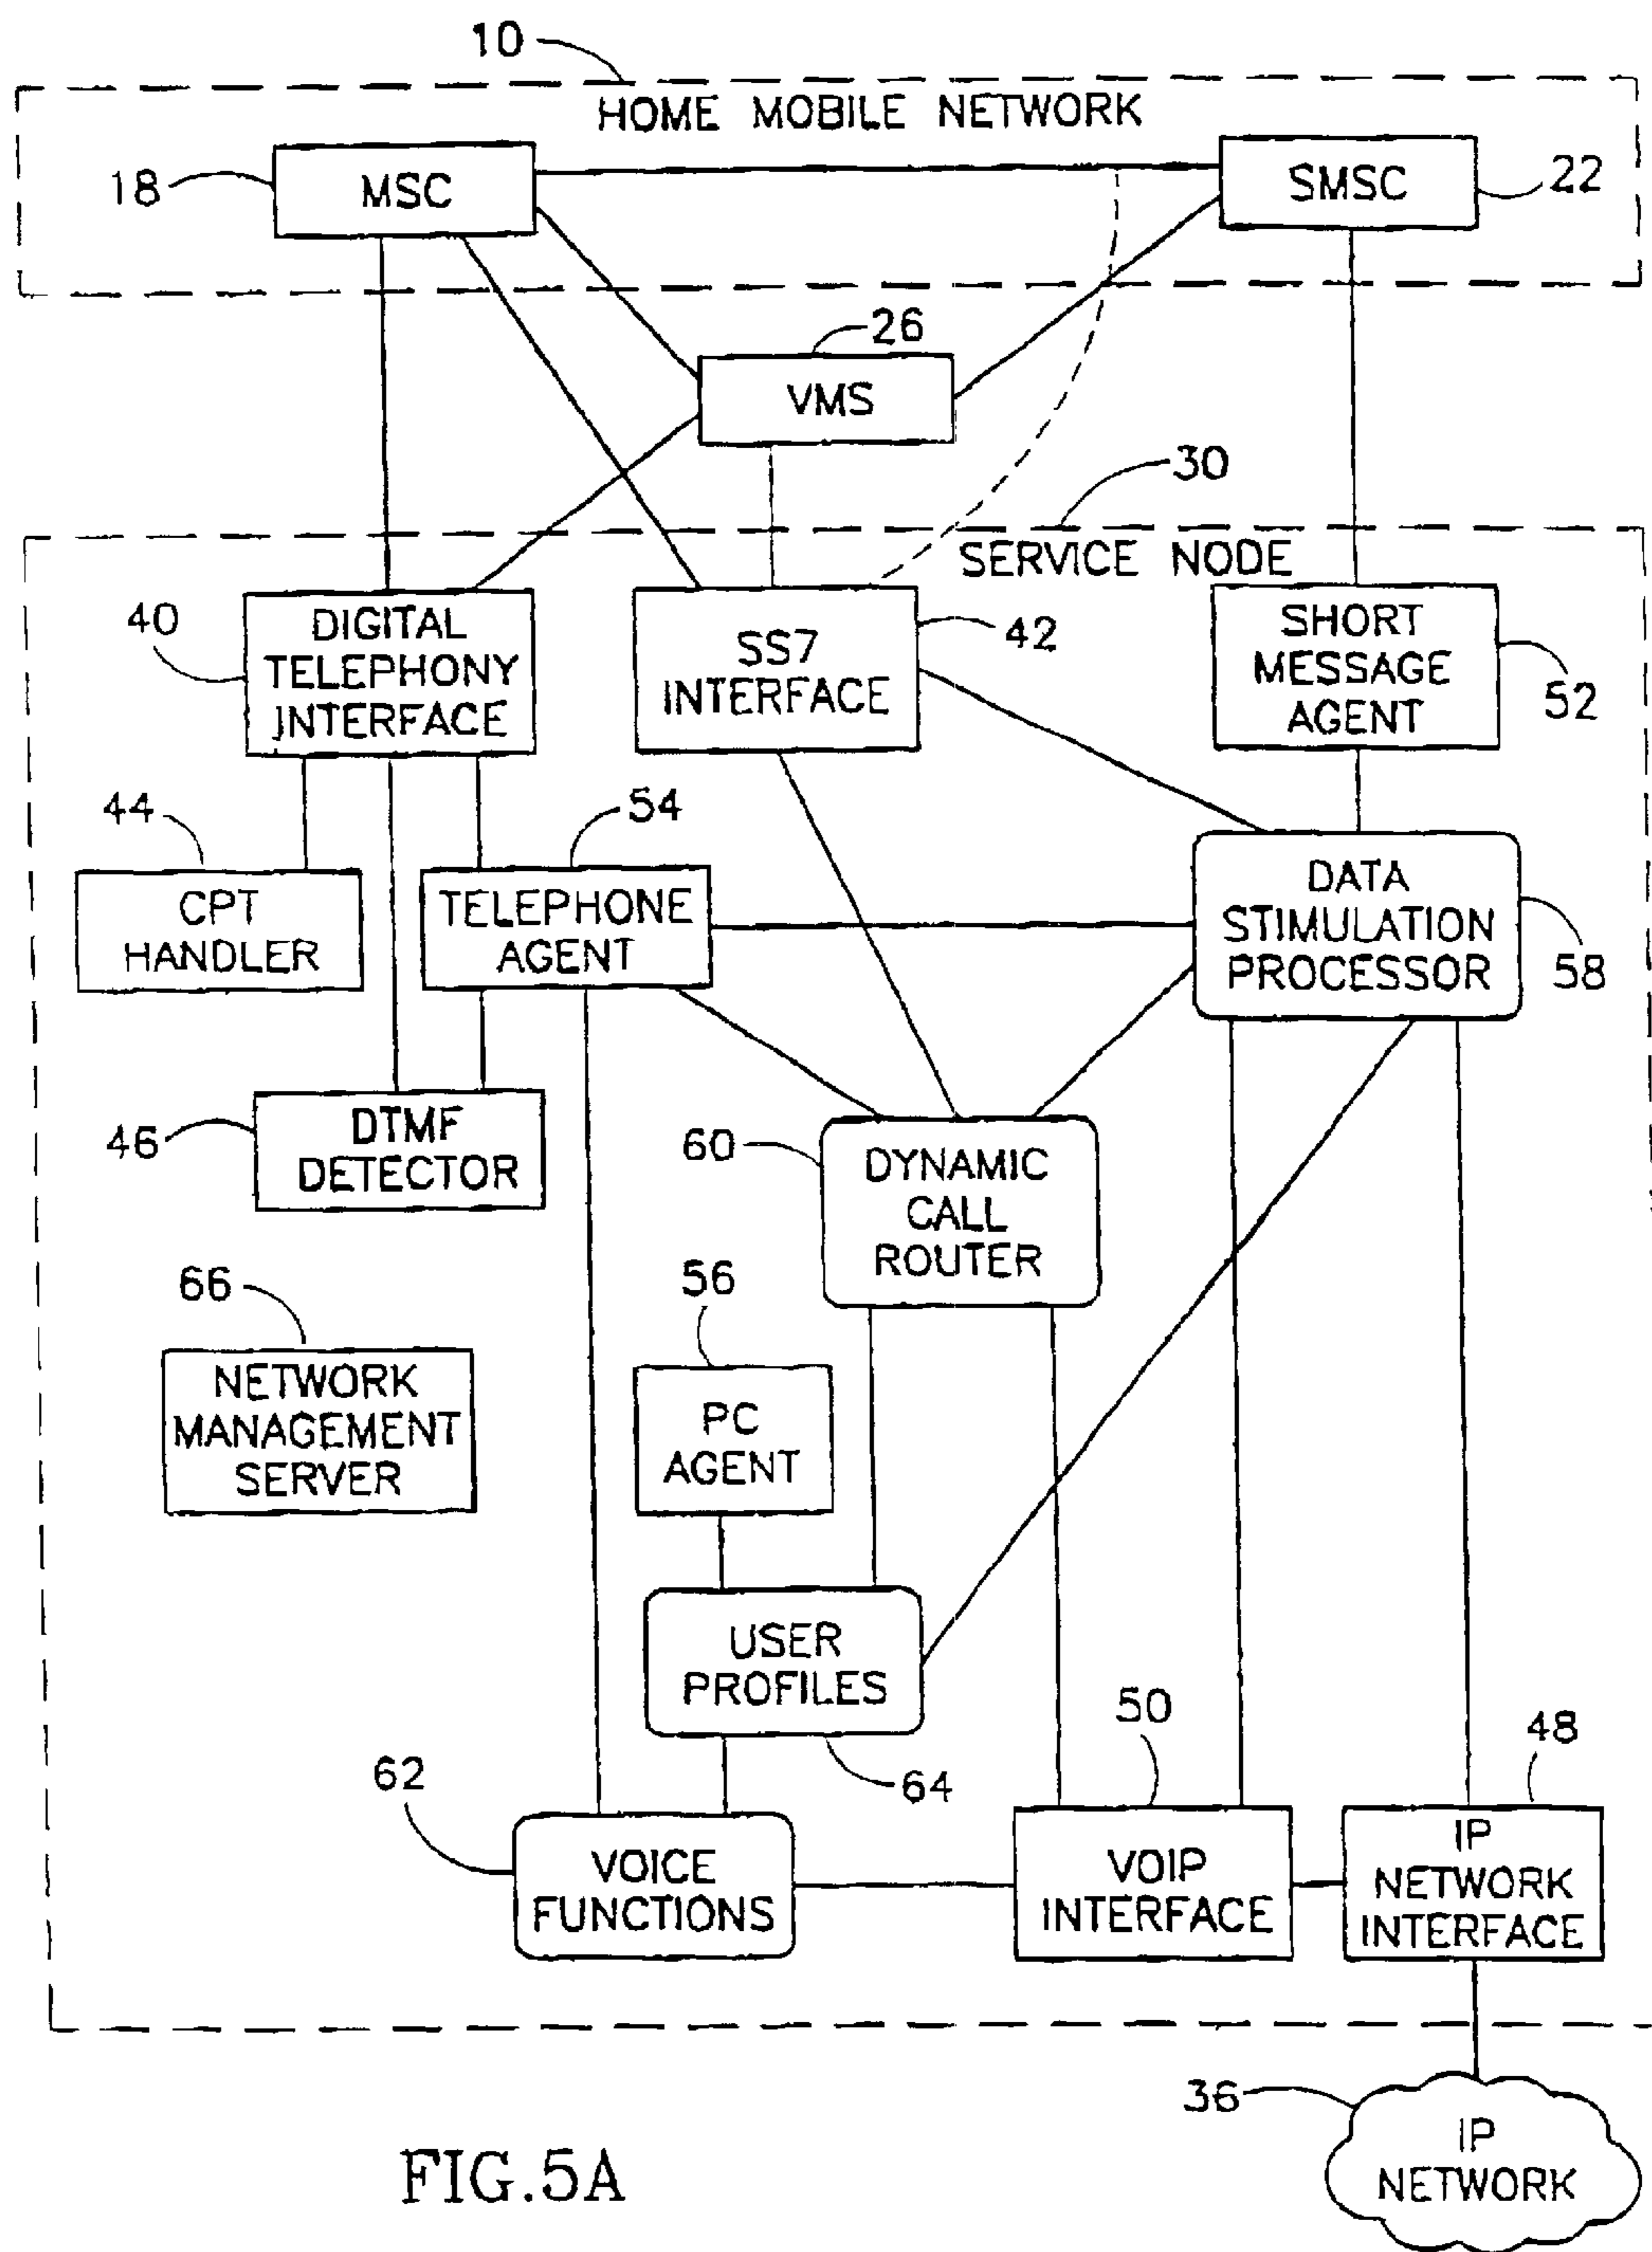 10
HOME MOBILE NETWORK
18
MSC
SMSC
22
26
VMS
30
SERVICE NODE
40
DIGITAL
TELEPHONY
INTERFACE
SS7
INTERFACE
42
SHORT
MESSAGE
AGENT
52
44
CPT
HANDLER
54
TELEPHONE
AGENT
DATA
STIMULATION
PROCESSOR
58
46
DTMF
DETECTOR
60
DYNAMIC
CALL
ROUTER
66
NETWORK
MANAGEMENT
SERVER
56
PC
AGENT
USER
PROFILES
64
62
VOICE
FUNCTIONS
50
VOIP
INTERFACE
48
IP
NETWORK
INTERFACE
36
IP
NETWORK
FIG.5A